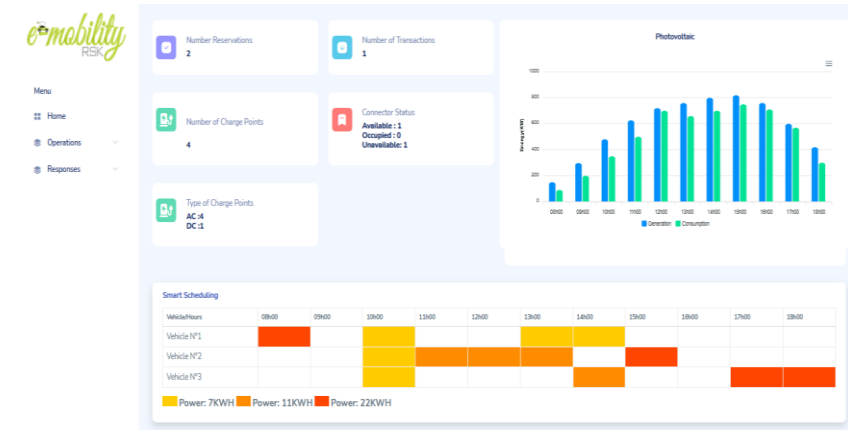 e-mobility
RSK
Menu
Home
Operations
Responses
Number Reservations
2
Number of Transactions
1
Number of Charge Points
4
Connector Status
Available : 1
Occupied : 0
Unavailable: 1
Type of Charge Points
AC :4
DC :1
Photovoltaic
1000
800
600
400
200
0
08h00 09h00 10h00 11h00 12h00 13h00 14h00 15h00 16h00 17h00 18h00
Generation Consumption
Smart Scheduling
Vehicle/Hours 08h00 09h00 10h00 11h00 12h00 13h00 14h00 15h00 16h00 17h00 18h00
Vehicle N°1
Vehicle N°2
Vehicle N°3
Power: 7KWH Power: 11KWH Power: 22KWH